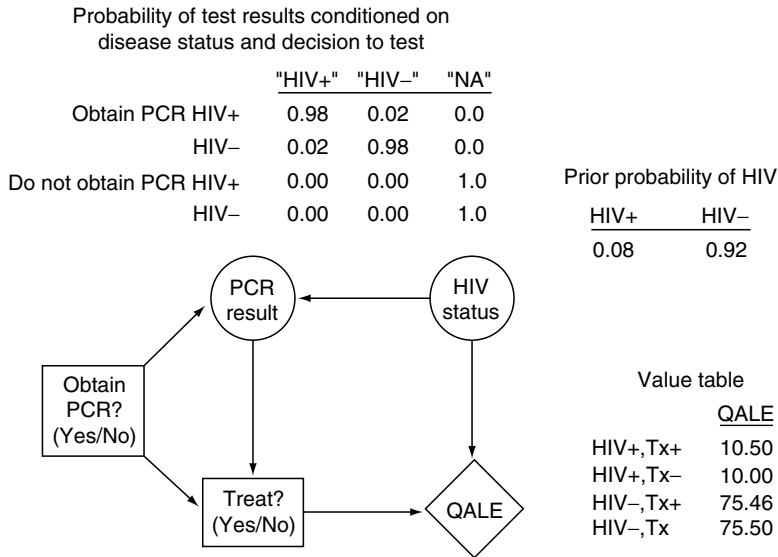 Probability of test results conditioned on
disease status and decision to test
"HIV+" "HIV–" "NA"
Obtain PCR HIV+ 0.98 0.02 0.0
HIV– 0.02 0.98 0.0
Do not obtain PCR HIV+ 0.00 0.00 1.0
HIV– 0.00 0.00 1.0
Prior probability of HIV
HIV+ HIV–
0.08 0.92
PCR
result
HIV
status
Obtain
PCR?
(Yes/No)
Treat?
(Yes/No)
QALE
Value table
QALE
HIV+,Tx+ 10.50
HIV+,Tx– 10.00
HIV–,Tx+ 75.46
HIV–,Tx 75.50